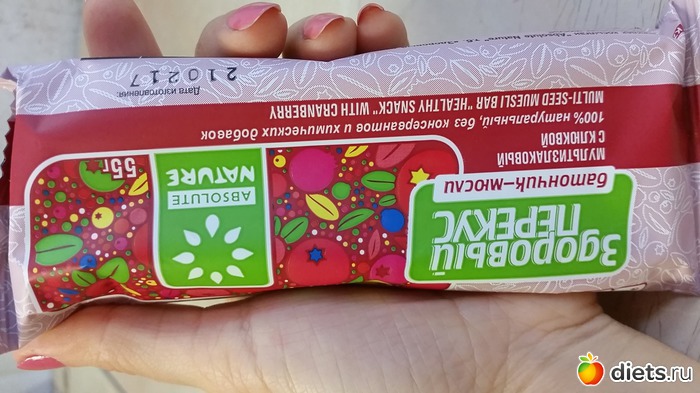 Здоровый
ПЕРЕКУС
батончик-мюсли
МУЛЬТИЗЛАКОВЫЙ
С КЛЮКВОЙ
100% натуральный, без консервантов и химических добавок
MULTI-SEED MUESLI BAR "HEALTHY SNACK" WITH CRANBERRY
ABSOLUTE
NATURE
55г
Дата изготовления
210217
diets.ru